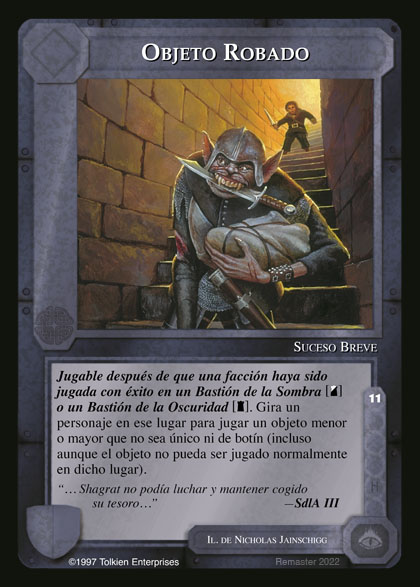 OBJETO ROBADO
SUCESO BREVE
Jugable después de que una facción haya sido
jugada con éxito en un Bastión de la Sombra []
o un Bastión de la Oscuridad []. Gira un
personaje en ese lugar para jugar un objeto menor
o mayor que no sea único ni de botín (incluso
aunque el objeto no pueda ser jugado normalmente
en dicho lugar).
“… Shagrat no podía luchar y mantener cogido
su tesoro…” —SdlA III
11
H
IL. DE NICHOLAS JAINSCHIGG
©1997 Tolkien Enterprises
Remaster 2022